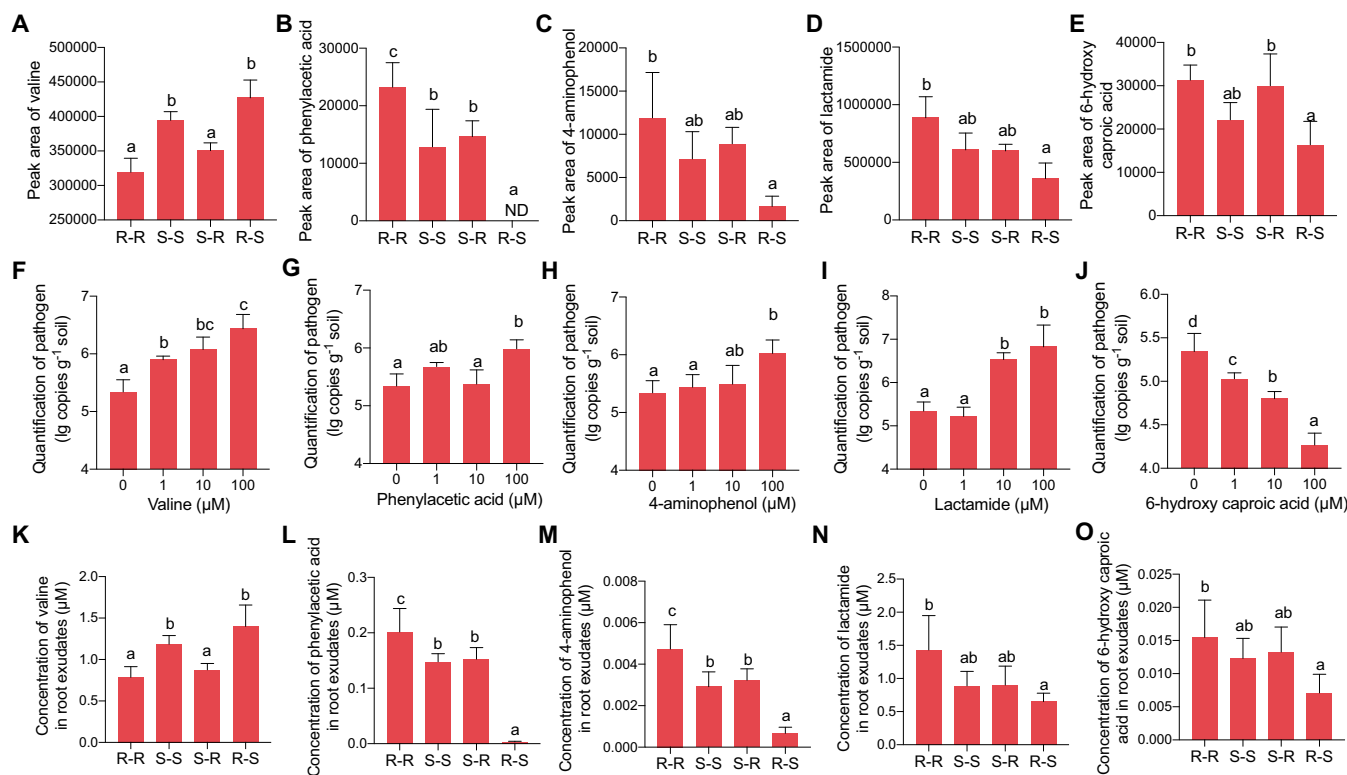 A
Peak area of valine
500000
450000
400000
350000
300000
250000
a
b
a
b
R-R S-S S-R R-S
B
Peak area of phenylacetic acid
30000
20000
10000
0
c
b
b
a
ND
R-R S-S S-R R-S
C
Peak area of 4-aminophenol
20000
15000
10000
5000
0
b
ab
ab
a
R-R S-S S-R R-S
D
Peak area of lactamide
1500000
1000000
500000
0
b
ab
ab
a
R-R S-S S-R R-S
E
Peak area of 6-hydroxy
caproic acid
40000
30000
20000
10000
0
b
ab
b
a
R-R S-S S-R R-S
F
Quantification of pathogen
(lg copies g⁻¹ soil)
7
6
5
4
a
b
bc
c
0 1 10 100
Valine (µM)
G
Quantification of pathogen
(lg copies g⁻¹ soil)
7
6
5
4
a
ab
a
b
0 1 10 100
Phenylacetic acid (µM)
H
Quantification of pathogen
(lg copies g⁻¹ soil)
7
6
5
4
a
a
ab
b
0 1 10 100
4-aminophenol (µM)
I
Quantification of pathogen
(lg copies g⁻¹ soil)
8
7
6
5
4
a
a
b
b
0 1 10 100
Lactamide (µM)
J
Quantification of pathogen
(lg copies g⁻¹ soil)
6.0
5.5
5.0
4.5
4.0
d
c
b
a
0 1 10 100
6-hydroxy caproic acid (µM)
K
Concentration of valine
in root exudates (µM)
2.0
1.5
1.0
0.5
0.0
a
b
a
b
R-R S-S S-R R-S
L
Concentration of phenylacetic acid
in root exudates (µM)
0.3
0.2
0.1
0.0
c
b
b
a
R-R S-S S-R R-S
M
Concentration of 4-aminophenol
in root exudates (µM)
0.008
0.006
0.004
0.002
0.000
c
b
b
a
R-R S-S S-R R-S
N
Concentration of lactamide
in root exudates (µM)
2.5
2.0
1.5
1.0
0.5
0.0
b
ab
ab
a
R-R S-S S-R R-S
O
Concentration of 6-hydroxy caproic
acid in root exudates (µM)
0.025
0.020
0.015
0.010
0.005
0.000
b
ab
ab
a
R-R S-S S-R R-S